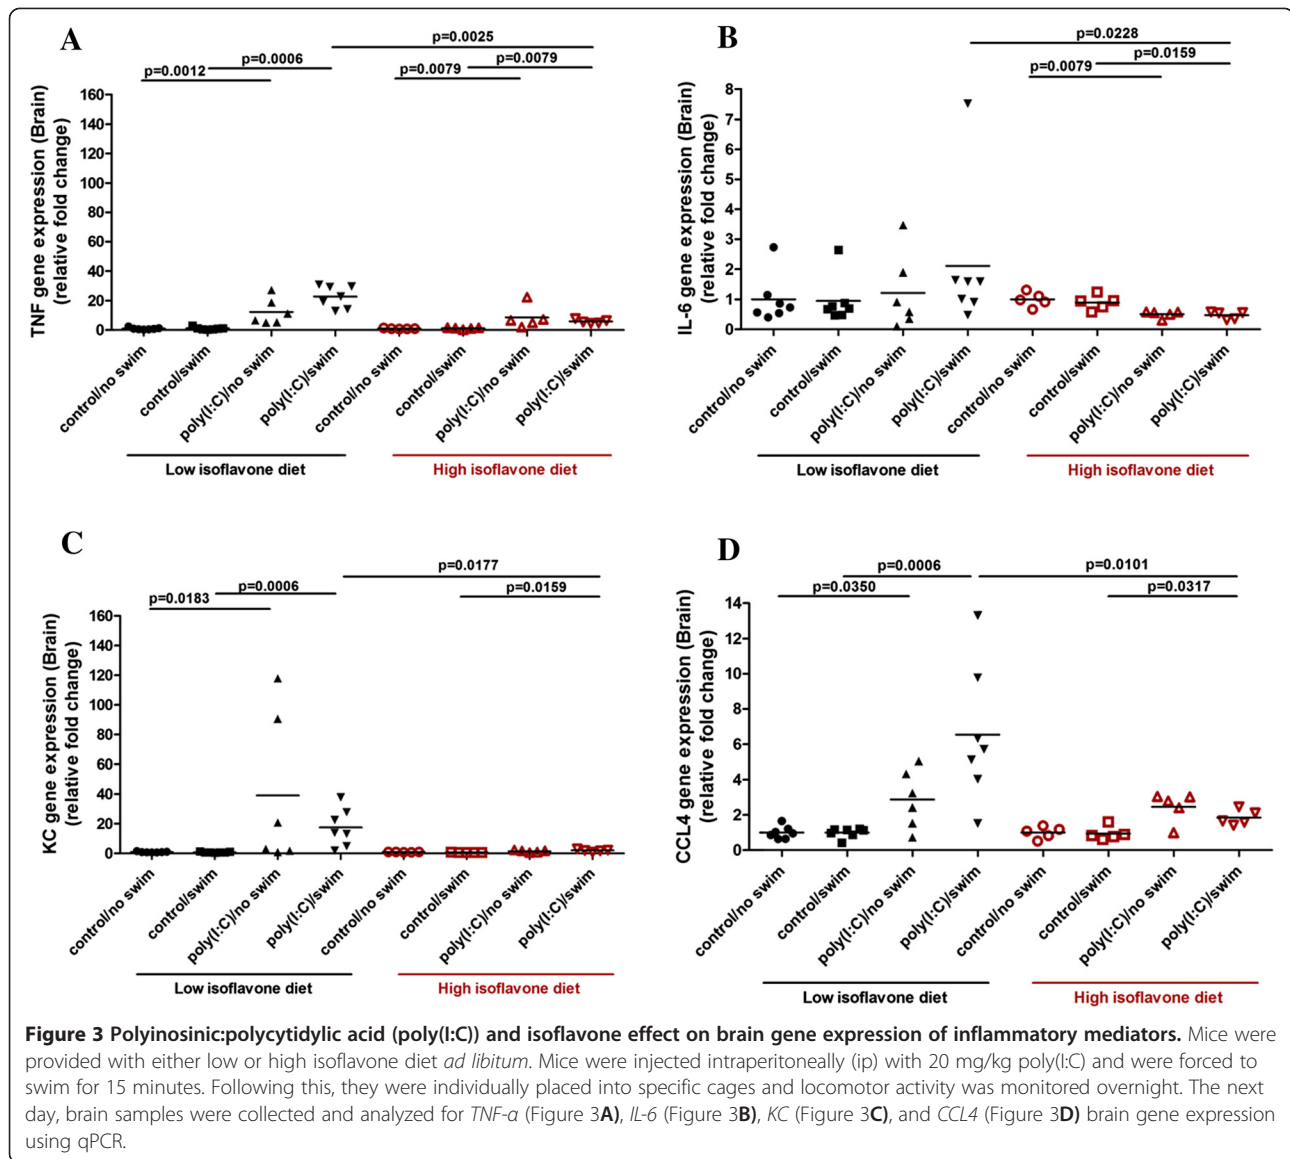 A
p=0.0025
p=0.0006
p=0.0079
p=0.0012
p=0.0079
TNF gene expression (Brain)
(relative fold change)
160
140
120
100
80
60
40
20
0
control/no swim
control/swim
poly(I:C)/no swim
poly(I:C)/swim
control/no swim
control/swim
poly(I:C)/no swim
poly(I:C)/swim
Low isoflavone diet
High isoflavone diet
B
p=0.0228
p=0.0159
p=0.0079
IL-6 gene expression (Brain)
(relative fold change)
8
7
6
5
4
3
2
1
0
control/no swim
control/swim
poly(I:C)/no swim
poly(I:C)/swim
control/no swim
control/swim
poly(I:C)/no swim
poly(I:C)/swim
Low isoflavone diet
High isoflavone diet
C
p=0.0177
p=0.0006
p=0.0159
p=0.0183
KC gene expression (Brain)
(relative fold change)
160
140
120
100
80
60
40
20
0
control/no swim
control/swim
poly(I:C)/no swim
poly(I:C)/swim
control/no swim
control/swim
poly(I:C)/no swim
poly(I:C)/swim
Low isoflavone diet
High isoflavone diet
D
p=0.0006
p=0.0101
p=0.0350
p=0.0317
CCL4 gene expression (Brain)
(relative fold change)
14
12
10
8
6
4
2
0
control/no swim
control/swim
poly(I:C)/no swim
poly(I:C)/swim
control/no swim
control/swim
poly(I:C)/no swim
poly(I:C)/swim
Low isoflavone diet
High isoflavone diet
Figure 3 Polyinosinic:polycytidylic acid (poly(I:C)) and isoflavone effect on brain gene expression of inflammatory mediators. Mice were
provided with either low or high isoflavone diet ad libitum. Mice were injected intraperitoneally (ip) with 20 mg/kg poly(I:C) and were forced to
swim for 15 minutes. Following this, they were individually placed into specific cages and locomotor activity was monitored overnight. The next
day, brain samples were collected and analyzed for TNF-α (Figure 3A), IL-6 (Figure 3B), KC (Figure 3C), and CCL4 (Figure 3D) brain gene expression
using qPCR.